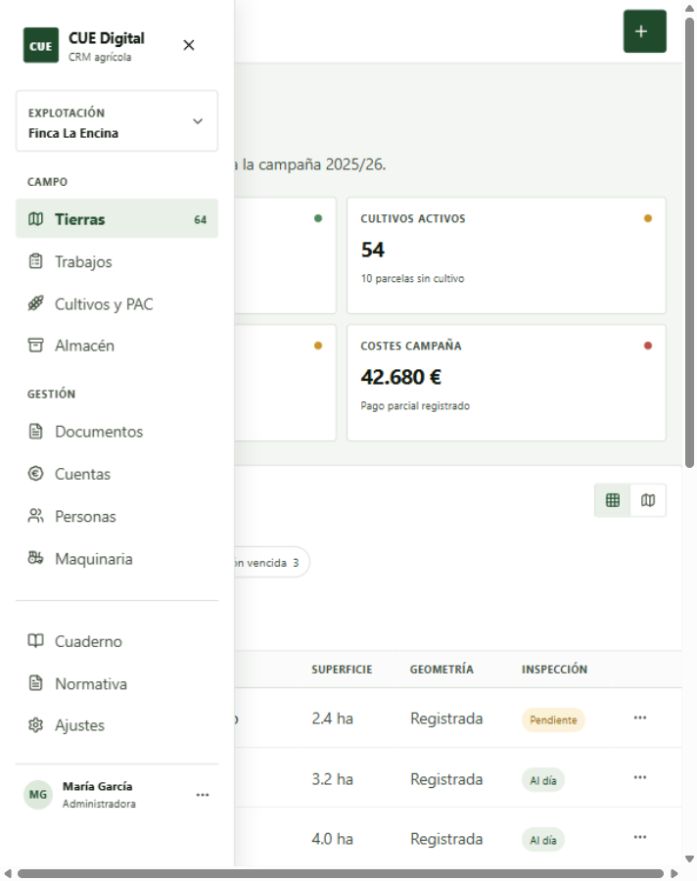 CUE
CUE Digital
CRM agrícola
EXPLOTACIÓN
Finca La Encina
CAMPO
Tierras 64
Trabajos
Cultivos y PAC
Almacén
GESTIÓN
Documentos
Cuentas
Personas
Maquinaria
Cuaderno
Normativa
Ajustes
MG
María García
Administradora
la campaña 2025/26.
CULTIVOS ACTIVOS
54
10 parcelas sin cultivo
COSTES CAMPAÑA
42.680 €
Pago parcial registrado
vencida 3
SUPERFICIE GEOMETRÍA INSPECCIÓN
2.4 ha Registrada Pendiente
3.2 ha Registrada Al día
4.0 ha Registrada Al día